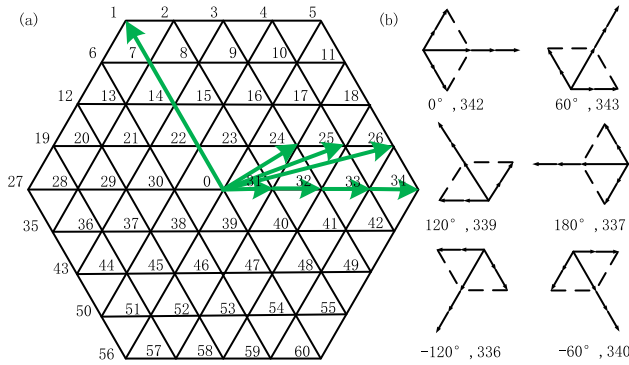 (a)
1 2 3 4 5
6 7 8 9 10 11
12 13 14 15 16 17 18
19 20 21 22 23 24 25 26
27 28 29 30 0 31 32 33 34
35 36 37 38 39 40 41 42
43 44 45 46 47 48 49
50 51 52 53 54 55
56 57 58 59 60
(b)
0°,342 60°,343
120°,339 180°,337
-120°,336 -60°,340